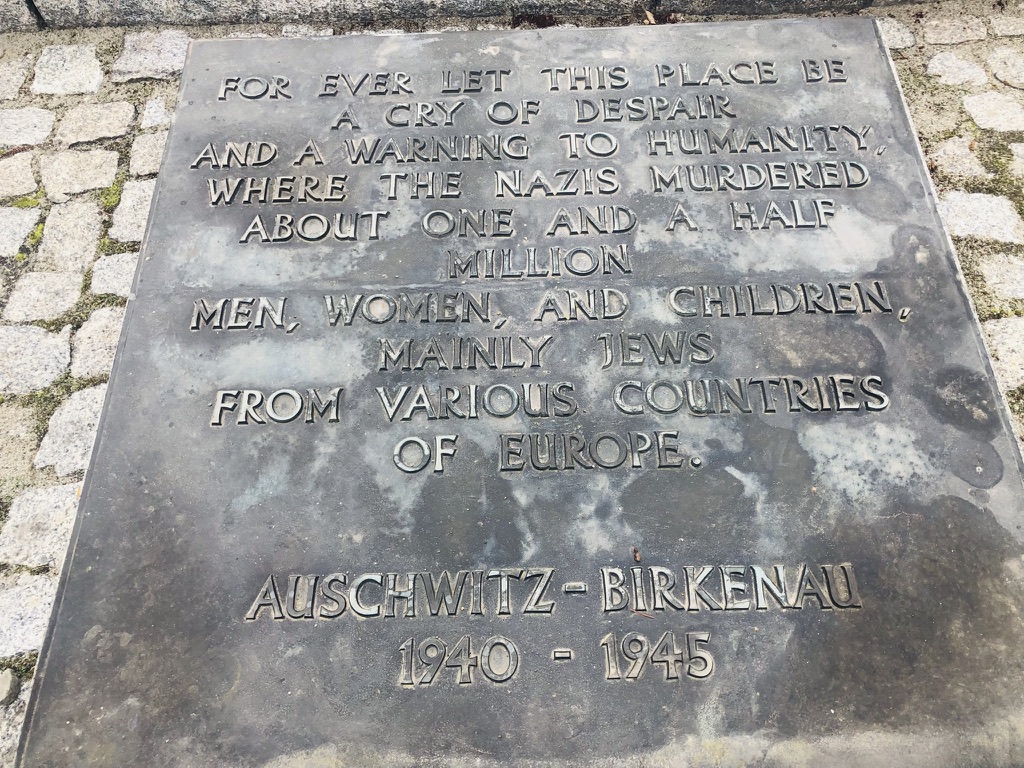 FOR EVER LET THIS PLACE BE
A CRY OF DESPAIR
AND A WARNING TO HUMANITY,
WHERE THE NAZIS MURDERED
ABOUT ONE AND A HALF
MILLION
MEN, WOMEN, AND CHILDREN,
MAINLY JEWS
FROM VARIOUS COUNTRIES
OF EUROPE.
AUSCHWITZ-BIRKENAU
1940 - 1945